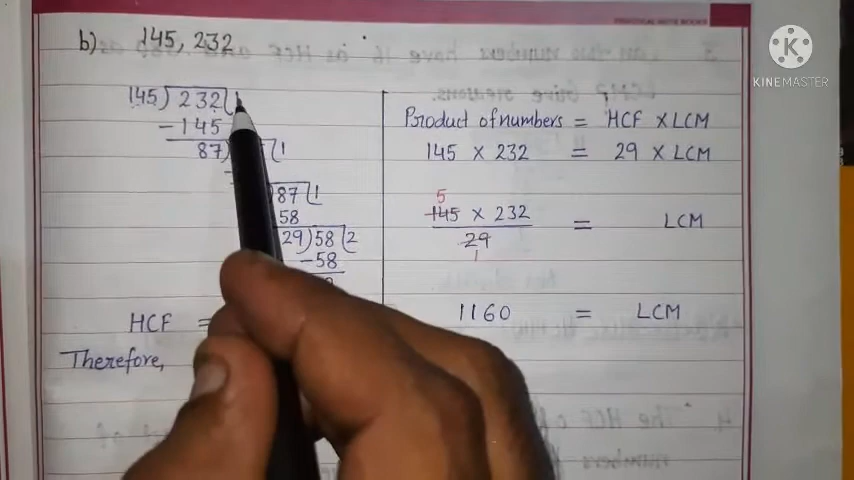 b) 145, 232
145) 232 (1
-145
87) 1
87 (1
58
29) 58 (2
-58
HCF =
Therefore,
Product of numbers = HCF X LCM
145 X 232 = 29 X LCM
5
145 X 232 = LCM
29
1
1160 = LCM
K
KINEMASTER